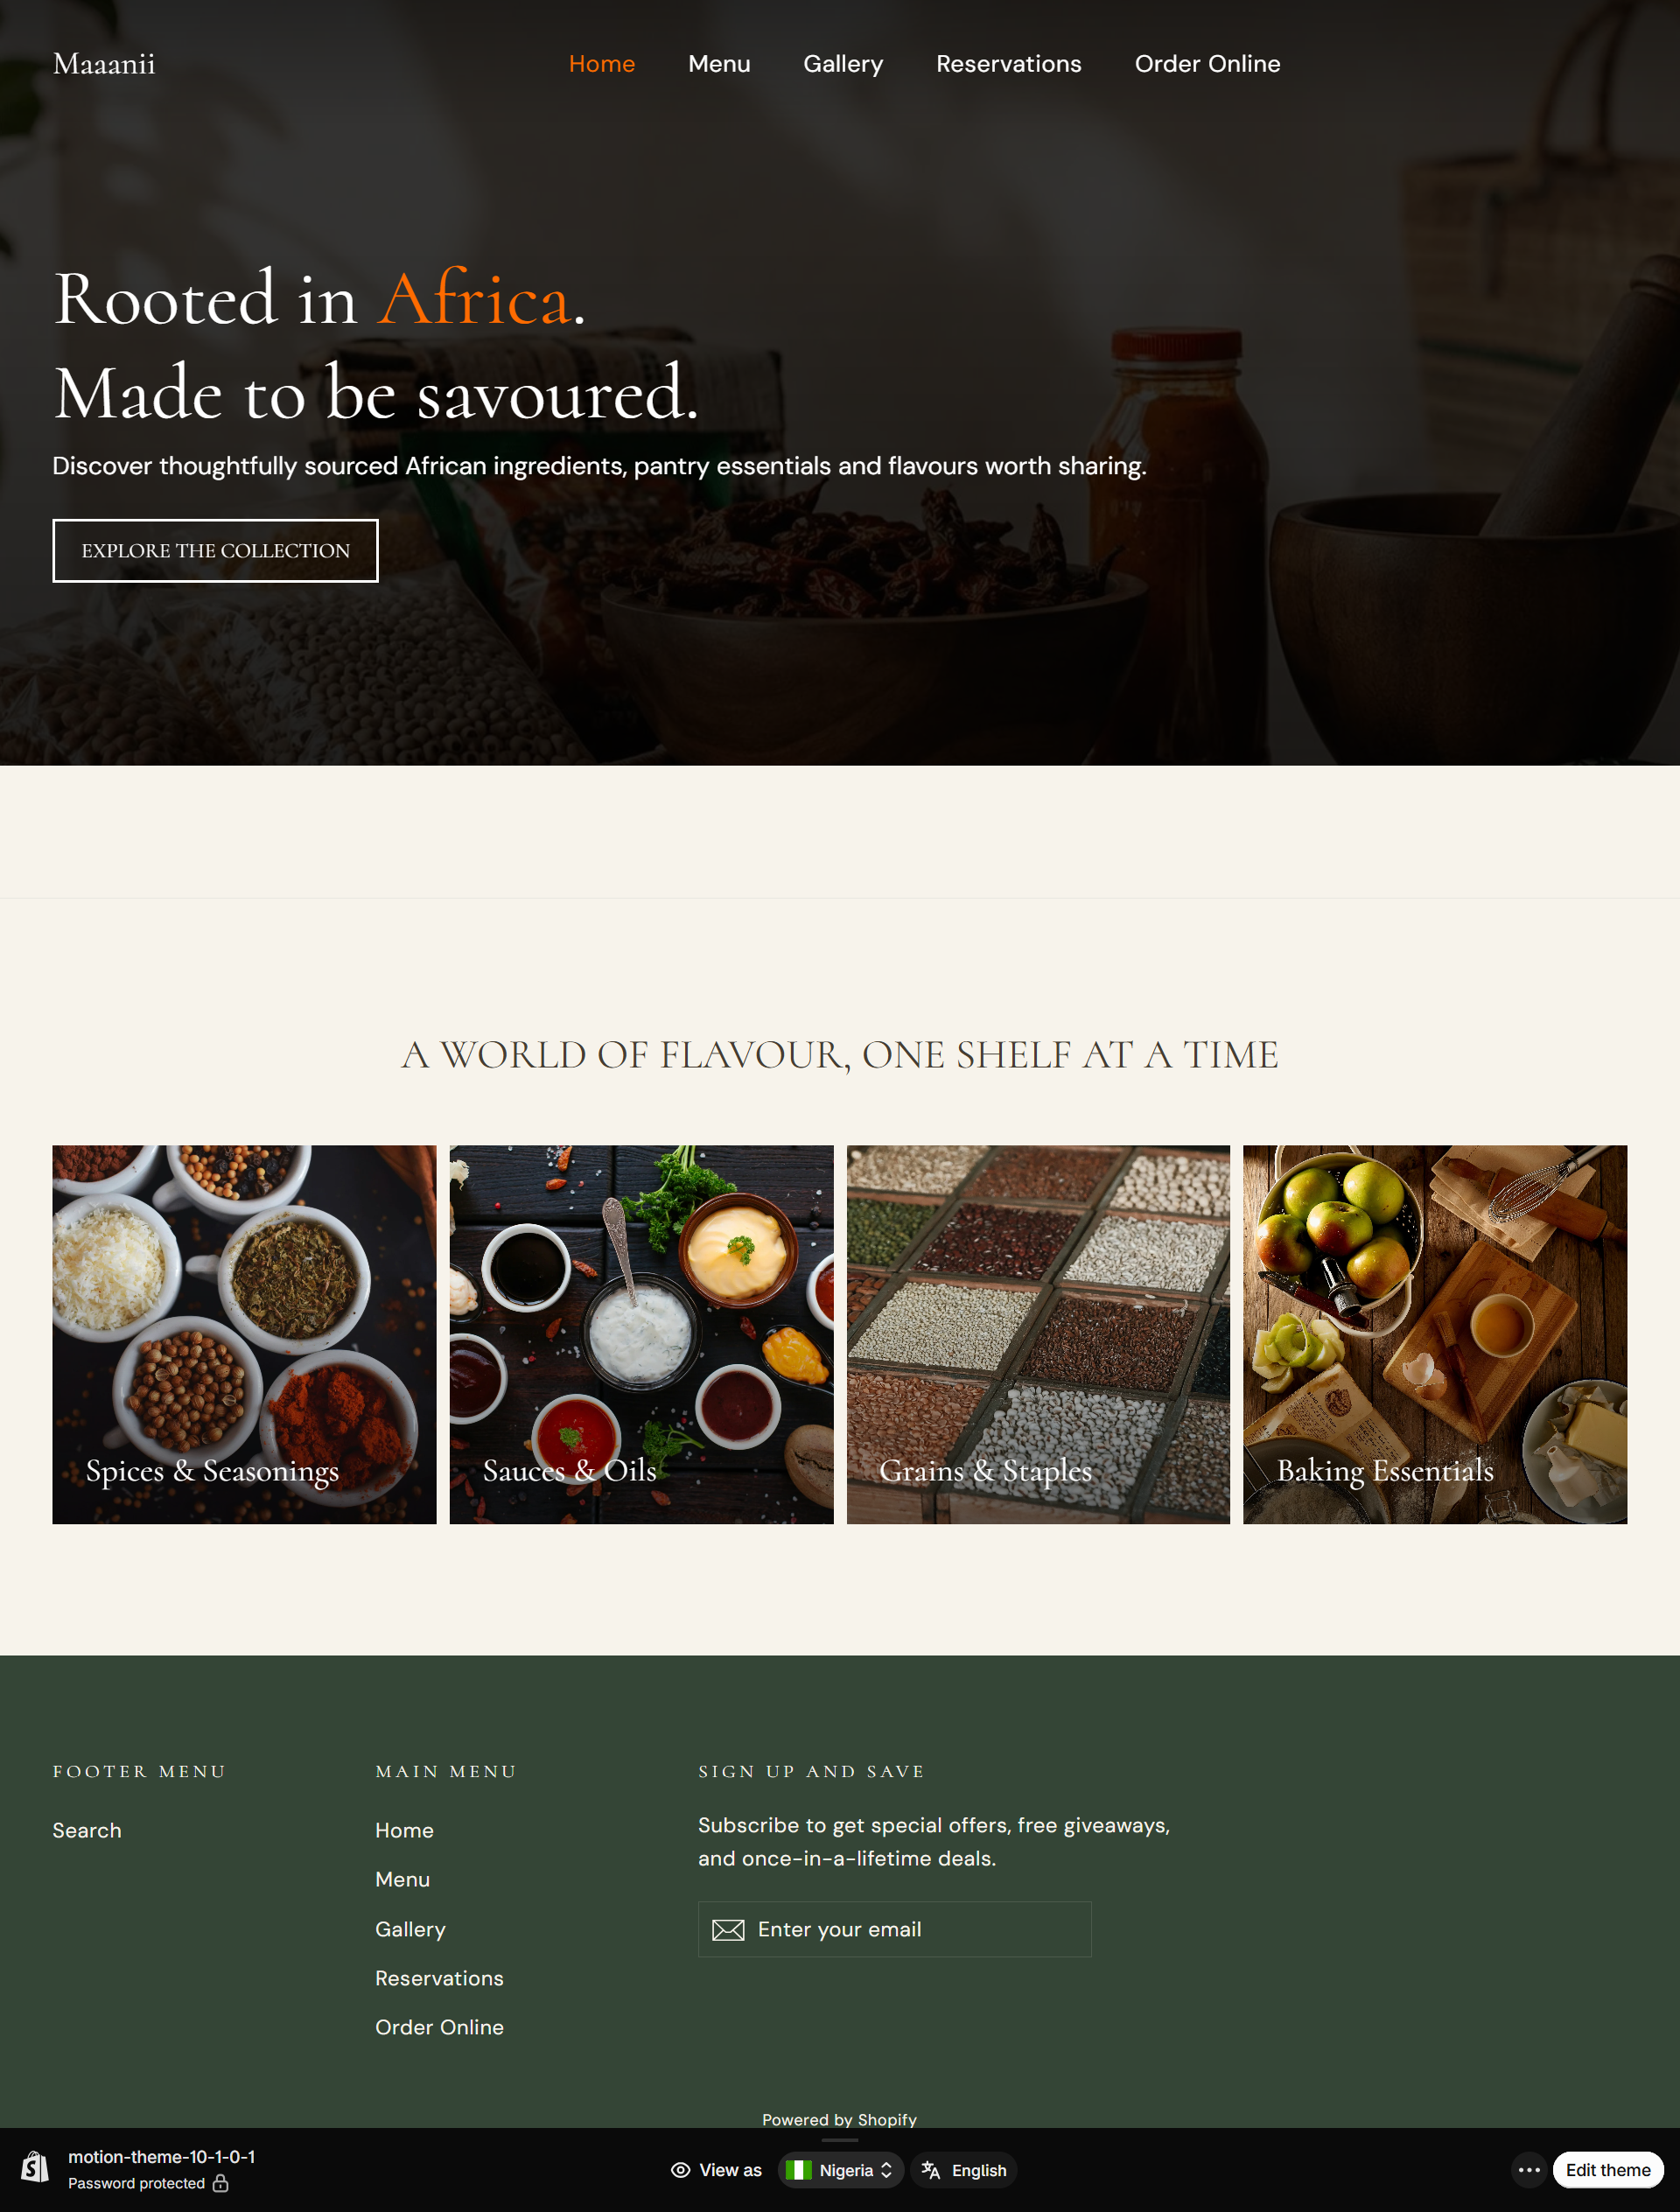 Maaanii
Home Menu Gallery Reservations Order Online
Rooted in Africa.
Made to be savoured.
Discover thoughtfully sourced African ingredients, pantry essentials and flavours worth sharing.
EXPLORE THE COLLECTION
A WORLD OF FLAVOUR, ONE SHELF AT A TIME
Spices & Seasonings
Sauces & Oils
Grains & Staples
Baking Essentials
FOOTER MENU
Search
MAIN MENU
Home
Menu
Gallery
Reservations
Order Online
SIGN UP AND SAVE
Subscribe to get special offers, free giveaways,
and once-in-a-lifetime deals.
Enter your email
Powered by Shopify
motion-theme-10-1-0-1
Password protected
View as
Nigeria
English
Edit theme